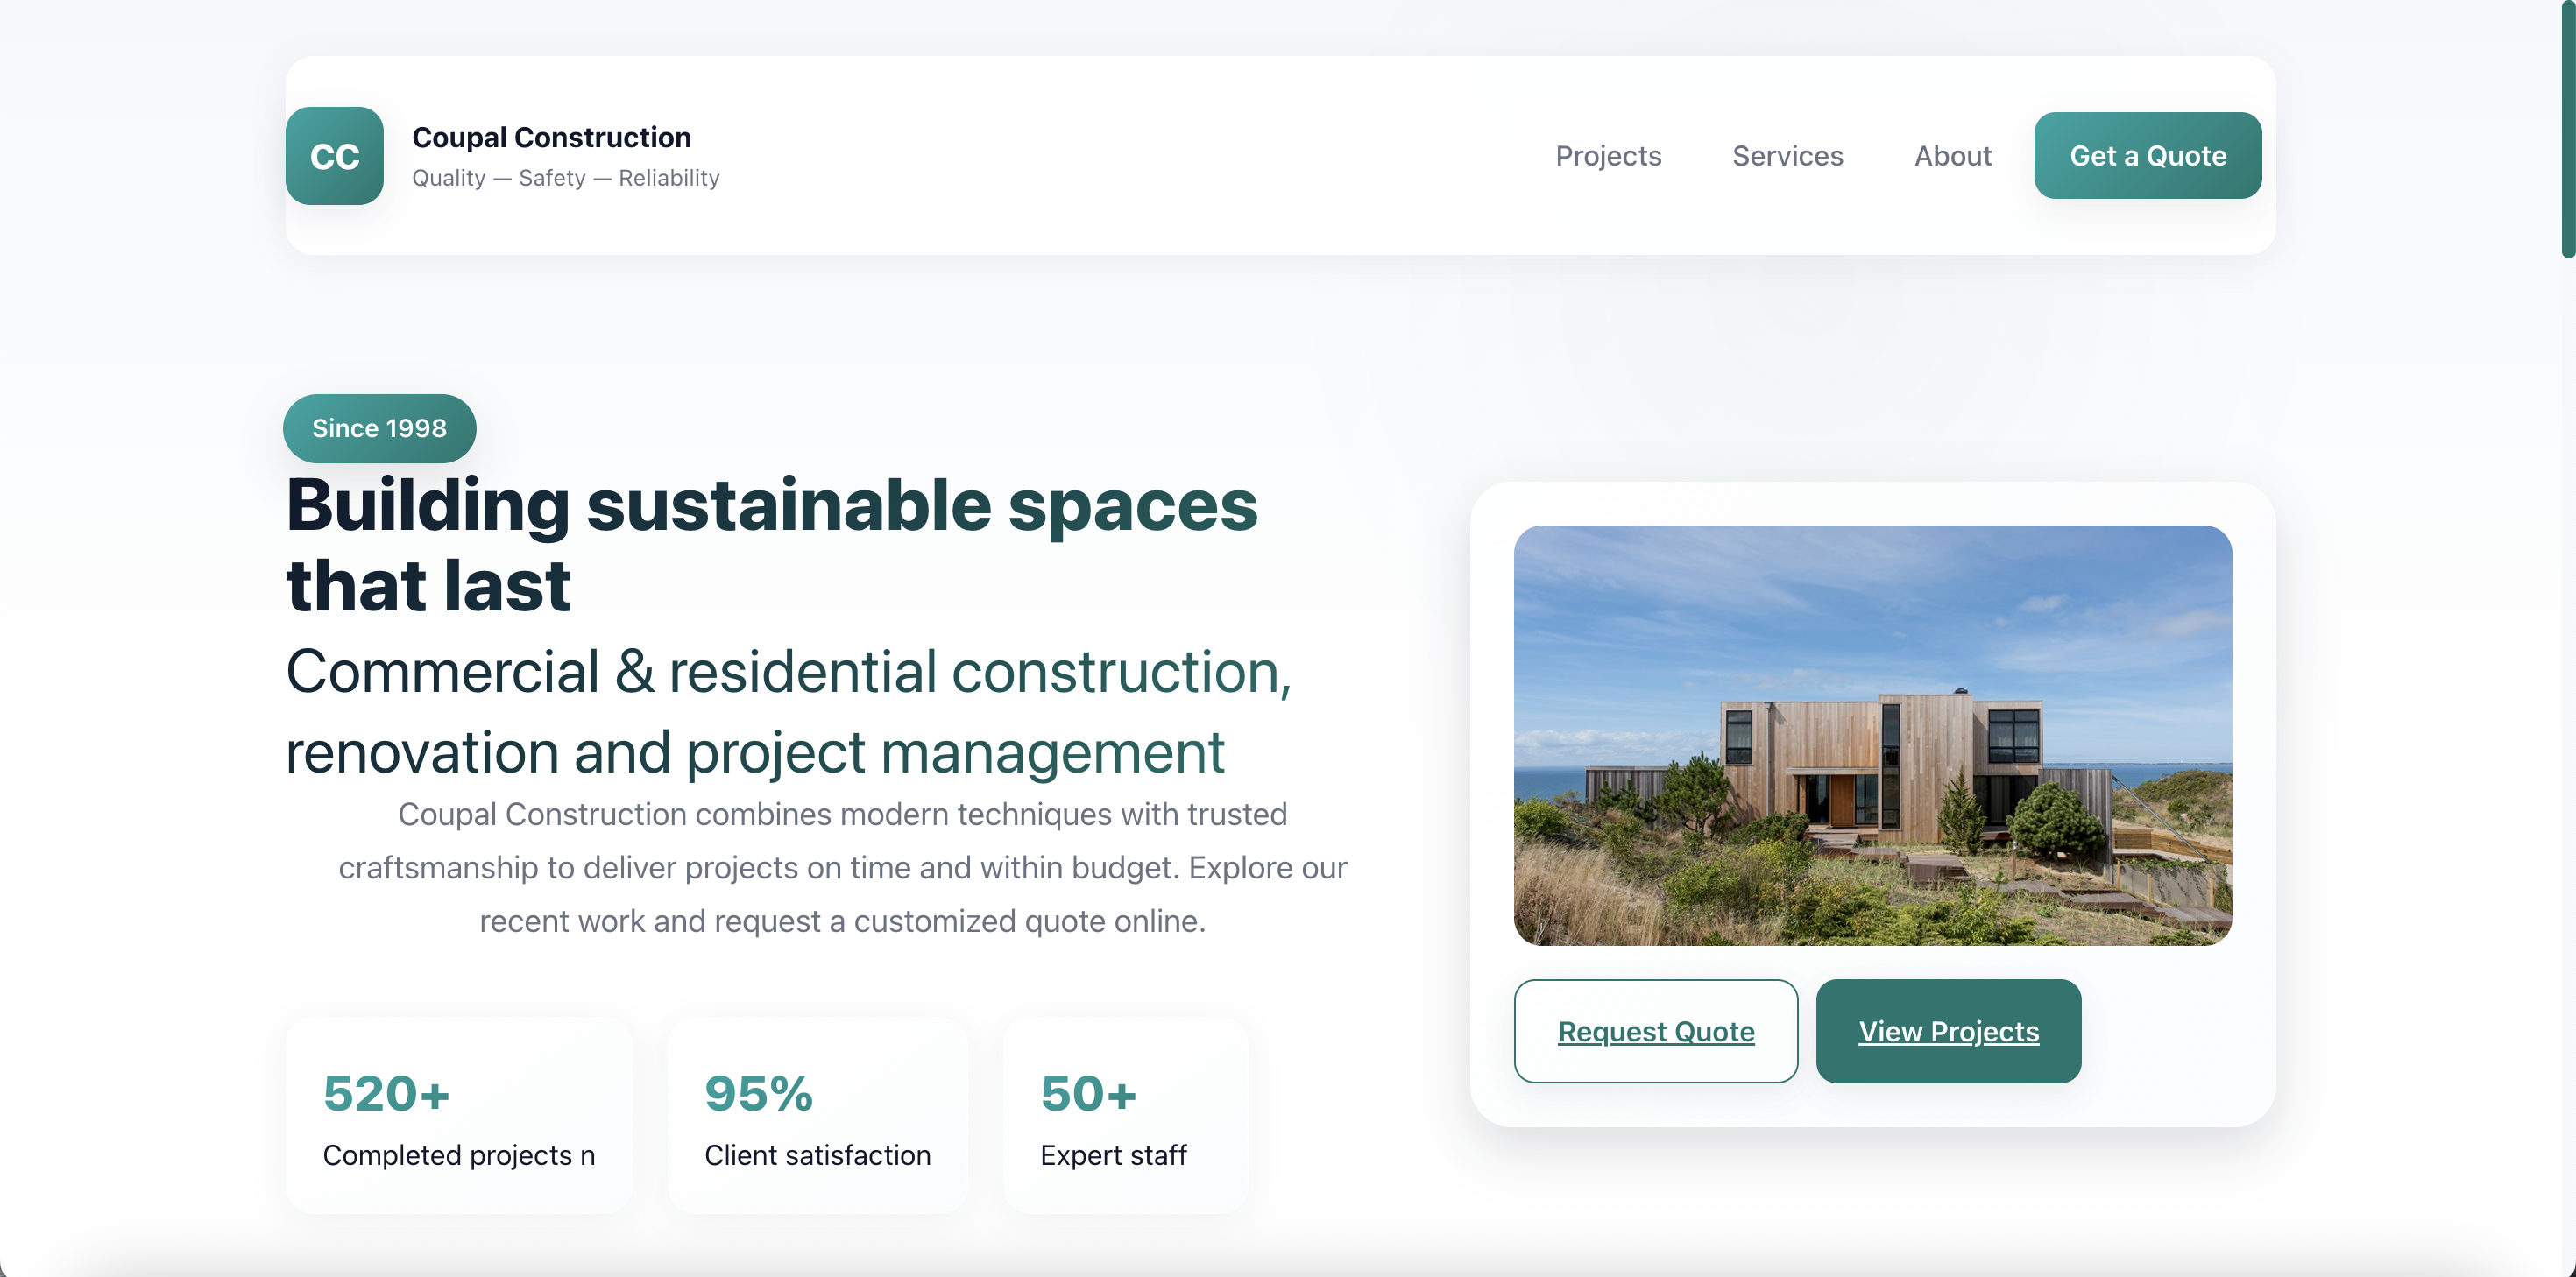 CC
Coupal Construction
Quality — Safety — Reliability
Projects
Services
About
Get a Quote
Since 1998
Building sustainable spaces
that last
Commercial & residential construction,
renovation and project management
Coupal Construction combines modern techniques with trusted
craftsmanship to deliver projects on time and within budget. Explore our
recent work and request a customized quote online.
520+
Completed projects n
95%
Client satisfaction
50+
Expert staff
Request Quote
View Projects